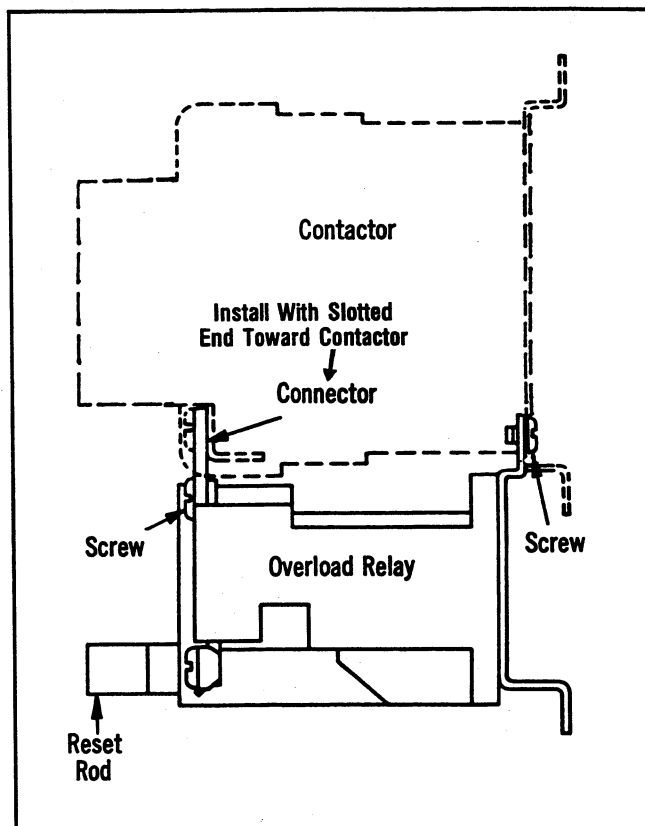 Contactor
Install With Slotted
End Toward Contactor
Connector
Screw
Screw
Overload Relay
Reset
Rod